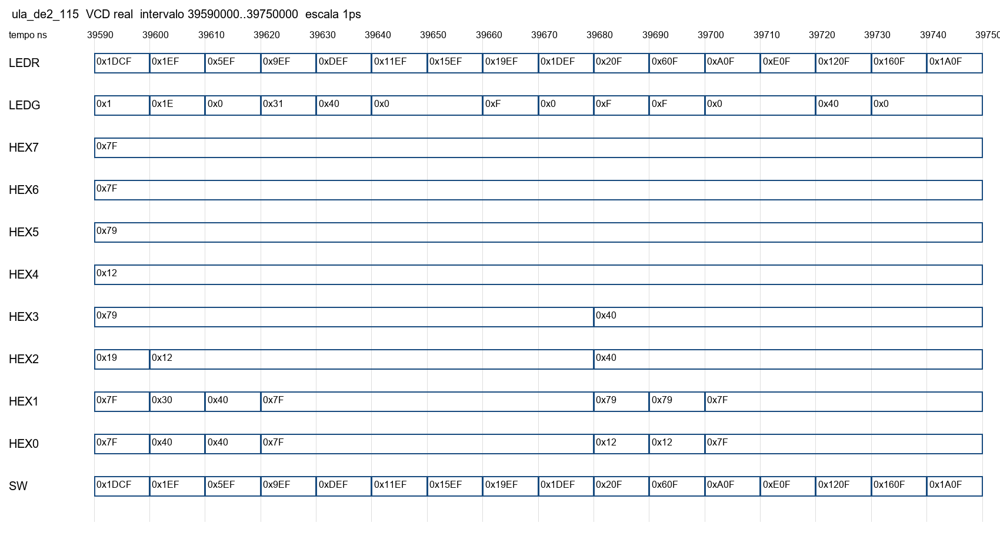 ula_de2_115 VCD real intervalo 39590000..39750000 escala 1ps
tempo ns 39590 39600 39610 39620 39630 39640 39650 39660 39670 39680 39690 39700 39710 39720 39730 39740 39750
LEDR 0x1DCF 0x1EF 0x5EF 0x9EF 0xDEF 0x11EF 0x15EF 0x19EF 0x1DEF 0x20F 0x60F 0xA0F 0xE0F 0x120F 0x160F 0x1A0F
LEDG 0x1 0x1E 0x0 0x31 0x40 0x0 0xF 0x0 0xF 0xF 0x0 0x40 0x0
HEX7 0x7F
HEX6 0x7F
HEX5 0x79
HEX4 0x12
HEX3 0x79 0x40
HEX2 0x19 0x12 0x40
HEX1 0x7F 0x30 0x40 0x7F 0x79 0x79 0x7F
HEX0 0x7F 0x40 0x40 0x7F 0x12 0x12 0x7F
SW 0x1DCF 0x1EF 0x5EF 0x9EF 0xDEF 0x11EF 0x15EF 0x19EF 0x1DEF 0x20F 0x60F 0xA0F 0xE0F 0x120F 0x160F 0x1A0F